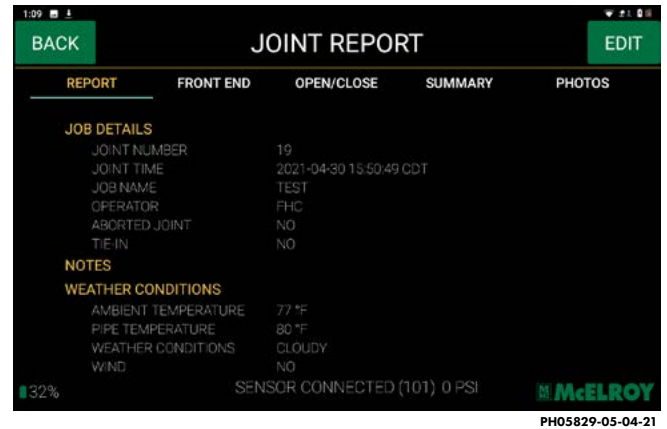 1:09
BACK JOINT REPORT EDIT
REPORT FRONT END OPEN/CLOSE SUMMARY PHOTOS
JOB DETAILS
JOINT NUMBER 19
JOINT TIME 2021-04-30 15:50:49 CDT
JOB NAME TEST
OPERATOR FHC
ABORTED JOINT NO
TIE-IN NO
NOTES
WEATHER CONDITIONS
AMBIENT TEMPERATURE 77 °F
PIPE TEMPERATURE 80 °F
WEATHER CONDITIONS CLOUDY
WIND NO
32% SENSOR CONNECTED (101) 0 PSI McELROY
PH05829-05-04-21